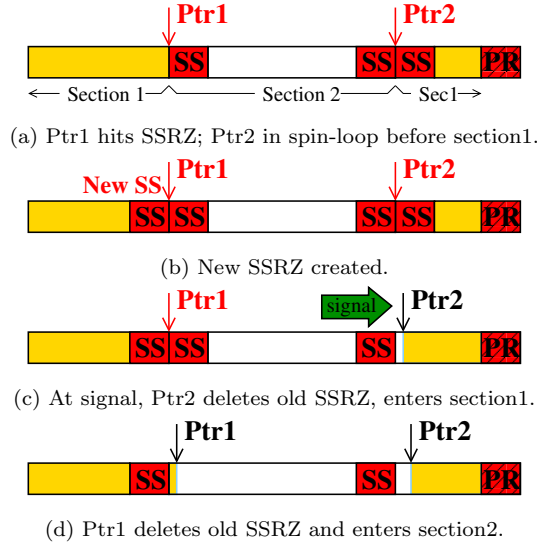 Ptr1 Ptr2
SS SS SS PR
Section 1 Section 2 Sec1
(a) Ptr1 hits SSRZ; Ptr2 in spin-loop before section1.
New SS Ptr1 Ptr2
SS SS SS SS PR
(b) New SSRZ created.
Ptr1 signal Ptr2
SS SS SS PR
(c) At signal, Ptr2 deletes old SSRZ, enters section1.
Ptr1 Ptr2
SS SS PR
(d) Ptr1 deletes old SSRZ and enters section2.